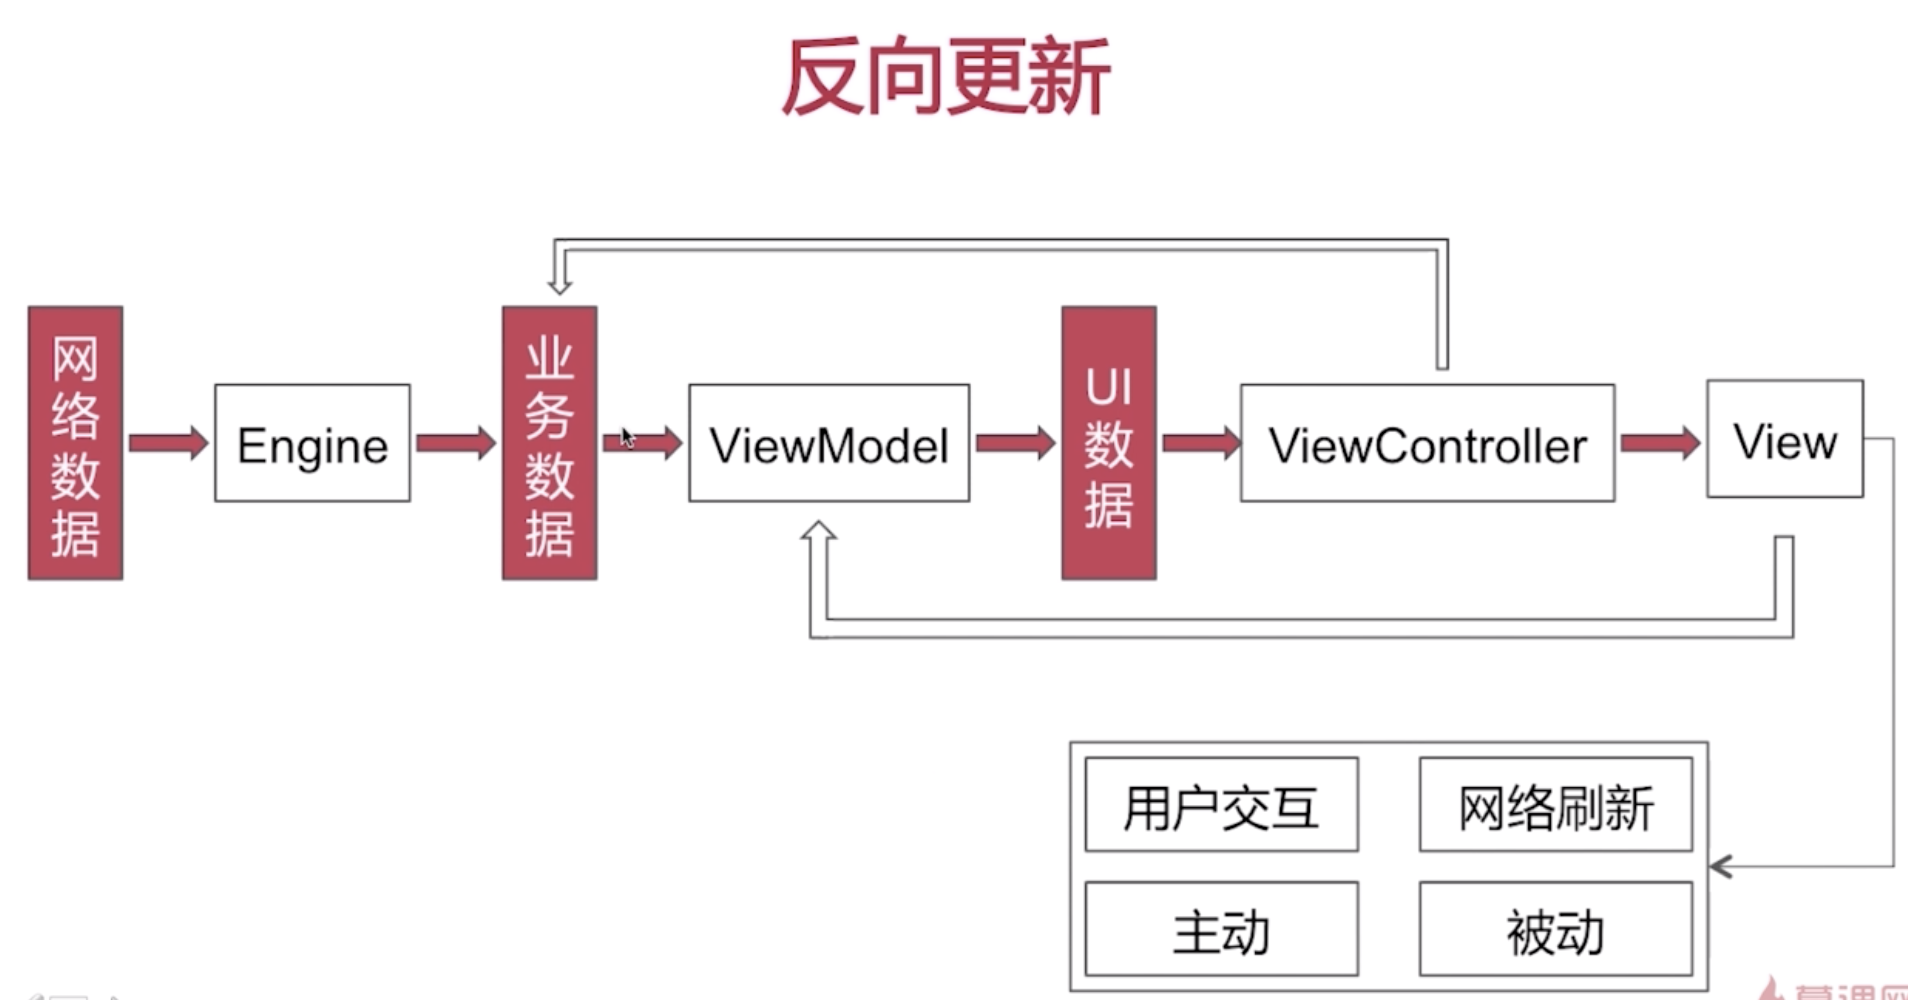 反向更新
网络数据
Engine
业务数据
ViewModel
UI数据
ViewController
View
用户交互
网络刷新
主动
被动